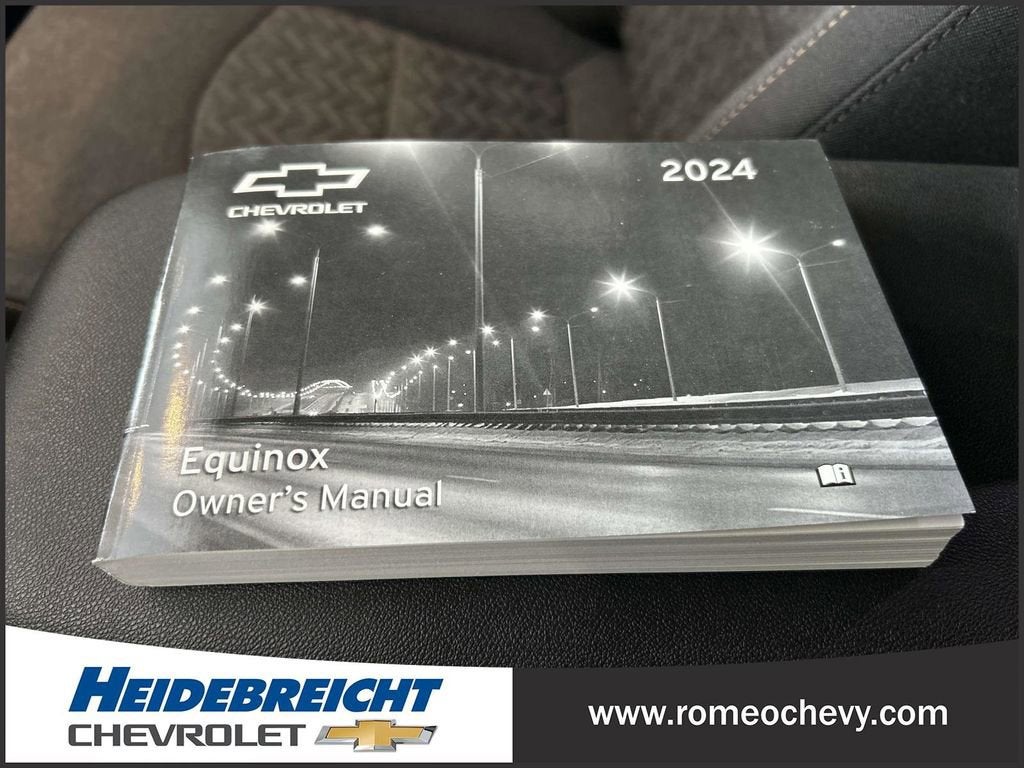 CHEVROLET
2024
Equinox
Owner's Manual
i
HEIDEBREICHT
CHEVROLET
www.romeochevy.com